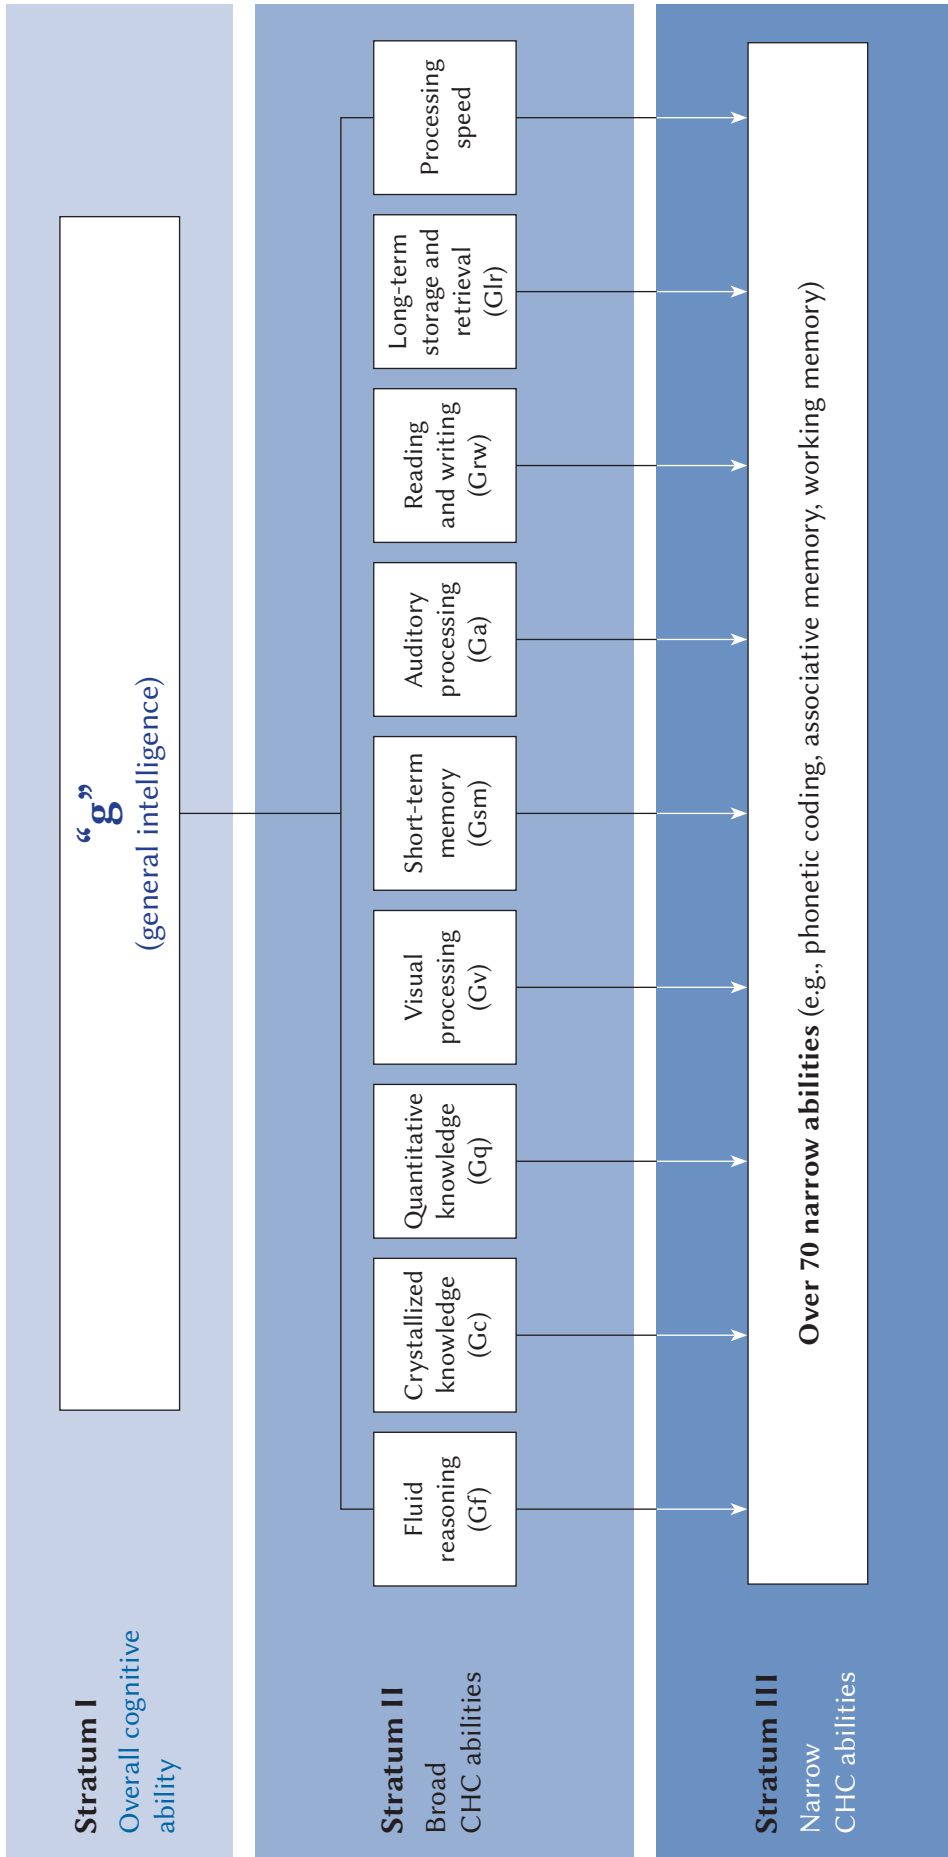 Stratum I
Overall cognitive
ability
“g”
(general intelligence)
Stratum II
Broad
CHC abilities
Fluid
reasoning
(Gf)
Crystallized
knowledge
(Gc)
Quantitative
knowledge
(Gq)
Visual
processing
(Gv)
Short-term
memory
(Gsm)
Auditory
processing
(Ga)
Reading
and writing
(Grw)
Long-term
storage and
retrieval
(Glr)
Processing
speed
Stratum III
Narrow
CHC abilities
Over 70 narrow abilities (e.g., phonetic coding, associative memory, working memory)